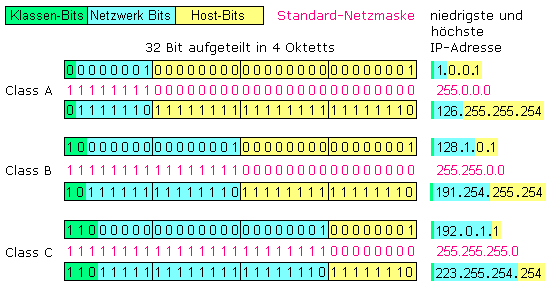 Klassen-Bits Netzwerk Bits Host-Bits Standard-Netzmaske niedrigste und
höchste
32 Bit aufgeteilt in 4 Oktetts IP-Adresse
00000001 00000000 00000000 00000001 1.0.0.1
Class A 11111111 00000000 00000000 00000000 255.0.0.0
01111110 11111111 11111111 11111110 126.255.255.254
10000000 00000001 00000000 00000001 128.1.0.1
Class B 11111111 11111111 00000000 00000000 255.255.0.0
10111111 11111110 11111111 11111110 191.254.255.254
11000000 00000000 00000001 00000001 192.0.1.1
Class C 11111111 11111111 11111111 00000000 255.255.255.0
11011111 11111111 11111110 11111110 223.255.254.254